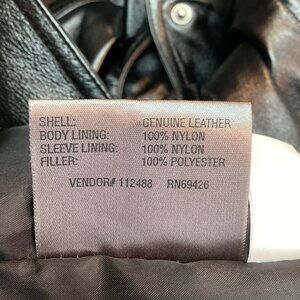 SHELL: GENUINE LEATHER
BODY LINING: 100% NYLON
SLEEVE LINING: 100% NYLON
FILLER: 100% POLYESTER
VENDOR# 112488 RN69426